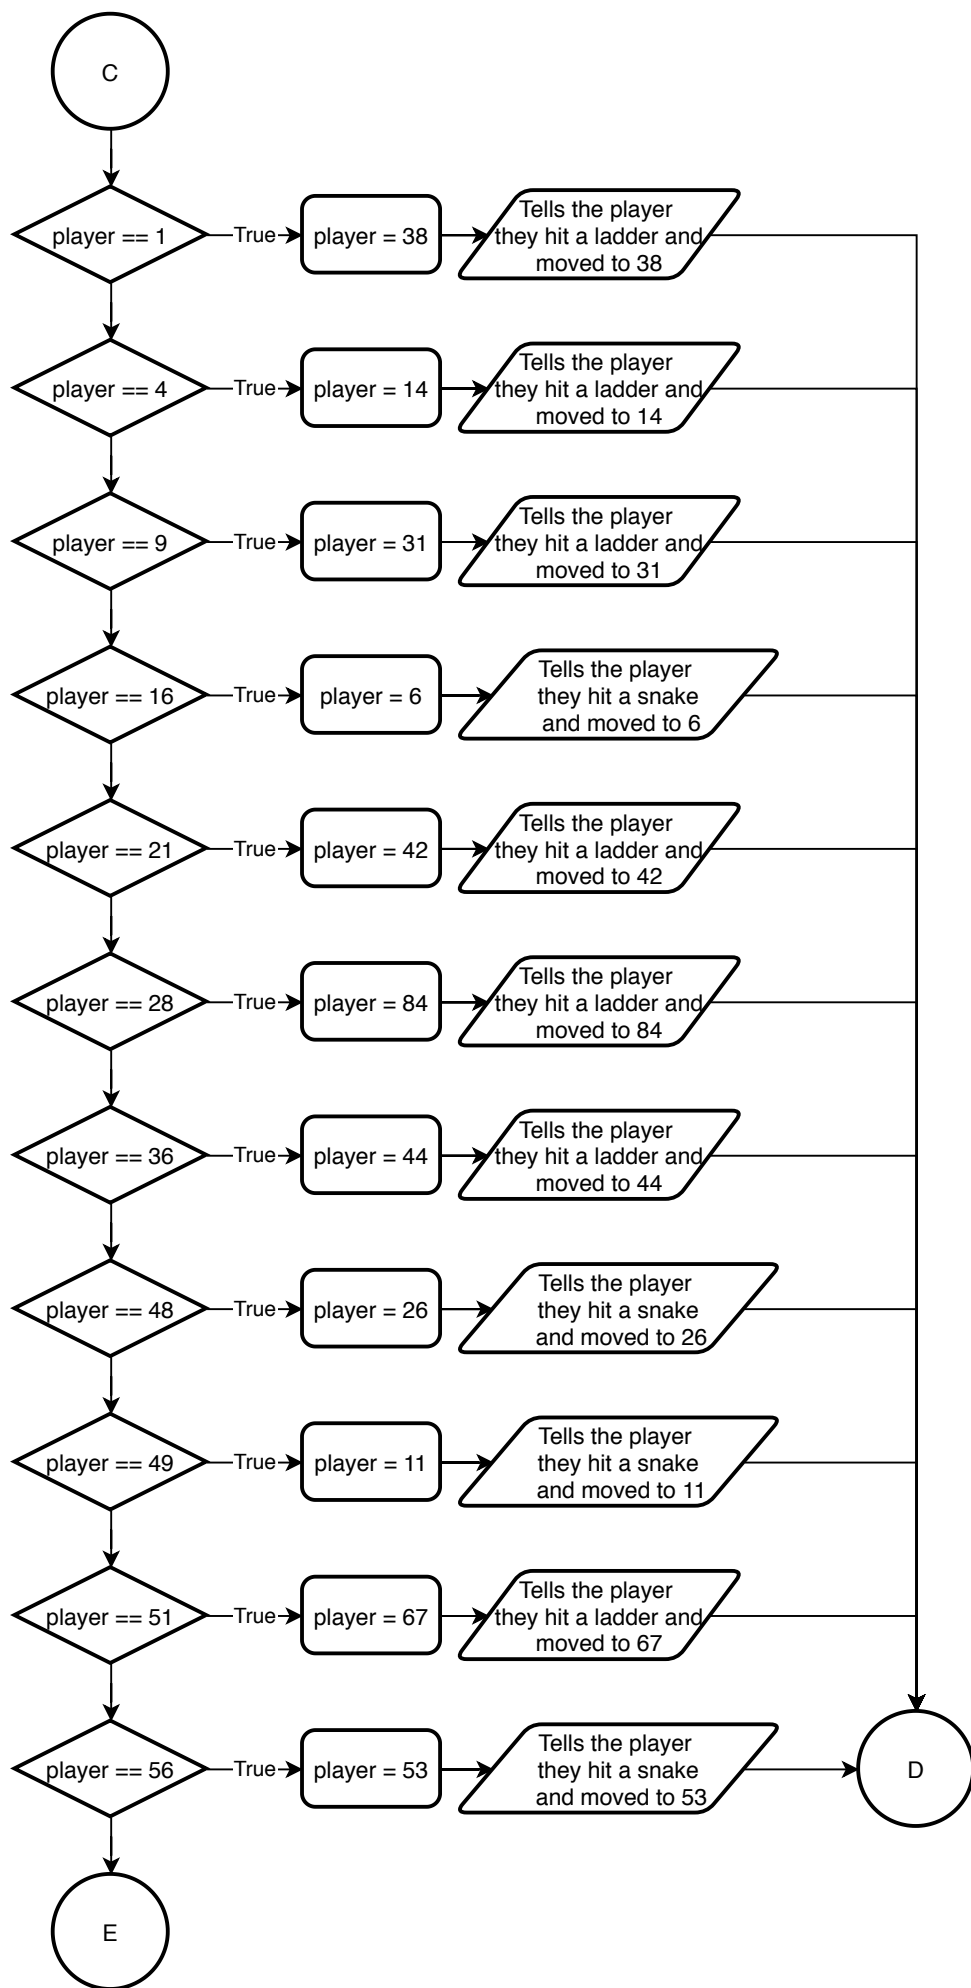 C
player == 1
True
player = 38
Tells the player
they hit a ladder and
moved to 38
player == 4
True
player = 14
Tells the player
they hit a ladder and
moved to 14
player == 9
True
player = 31
Tells the player
they hit a ladder and
moved to 31
player == 16
True
player = 6
Tells the player
they hit a snake
and moved to 6
player == 21
True
player = 42
Tells the player
they hit a ladder and
moved to 42
player == 28
True
player = 84
Tells the player
they hit a ladder and
moved to 84
player == 36
True
player = 44
Tells the player
they hit a ladder and
moved to 44
player == 48
True
player = 26
Tells the player
they hit a snake
and moved to 26
player == 49
True
player = 11
Tells the player
they hit a snake
and moved to 11
player == 51
True
player = 67
Tells the player
they hit a ladder and
moved to 67
player == 56
True
player = 53
Tells the player
they hit a snake
and moved to 53
D
E